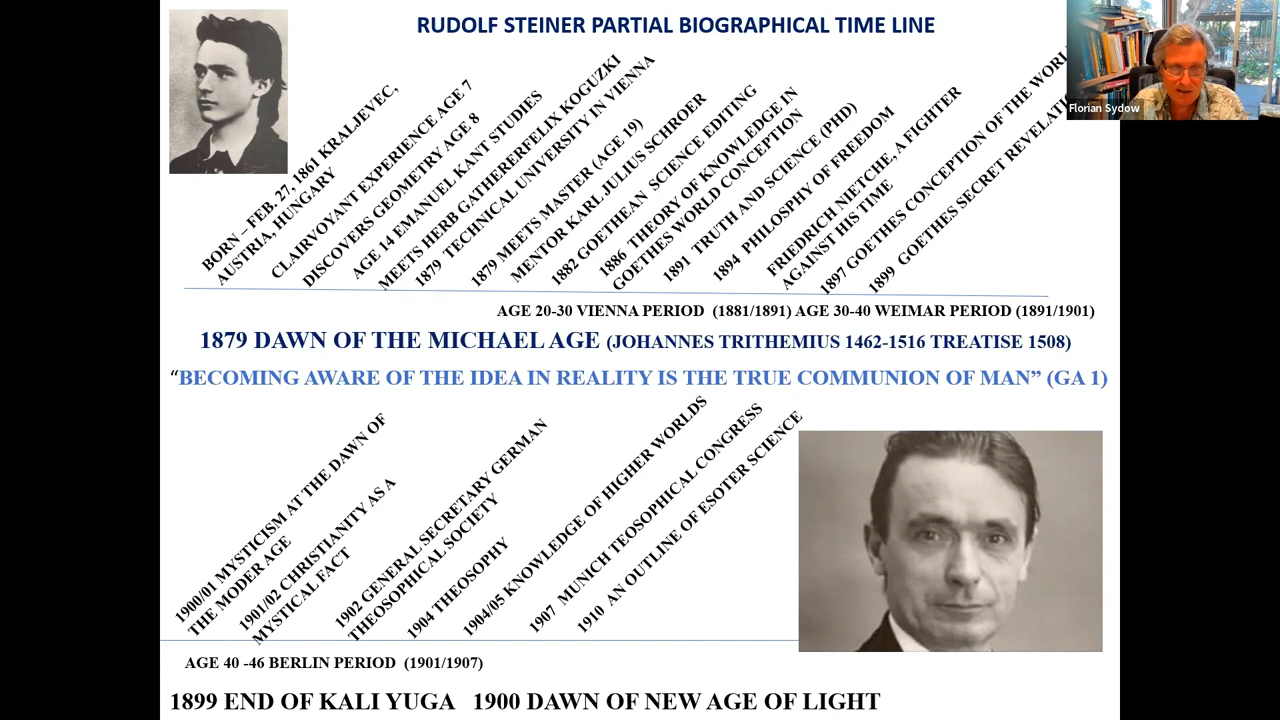 RUDOLF STEINER PARTIAL BIOGRAPHICAL TIME LINE
Florian Sydow
BORN – FEB. 27, 1861 KRALJEVEC,
AUSTRIA, HUNGARY
CLAIRVOYANT EXPERIENCE AGE 7
DISCOVERS GEOMETRY AGE 8
AGE 14 EMANUEL KANT STUDIES
MEETS HERB GATHERERFELIX KOGUZKI
1879 TECHNICAL UNIVERSITY IN VIENNA
1879 MEETS MASTER (AGE 19)
MENTOR KARL JULIUS SCHROER
1882 GOETHEAN SCIENCE EDITING
1886 THEORY OF KNOWLEDGE IN
GOETHES WORLD CONCEPTION
1891 TRUTH AND SCIENCE (PHD)
1894 PHILOSPHY OF FREEDOM
FRIEDRICH NIETCHE, A FIGHTER
AGAINST HIS TIME
1897 GOETHES CONCEPTION OF THE
1899 GOETHES SECRET
AGE 20-30 VIENNA PERIOD (1881/1891) AGE 30-40 WEIMAR PERIOD (1891/1901)
1879 DAWN OF THE MICHAEL AGE (JOHANNES TRITHEMIUS 1462-1516 TREATISE 1508)
“BECOMING AWARE OF THE IDEA IN REALITY IS THE TRUE COMMUNION OF MAN” (GA 1)
1900/01 MYSTICISM AT THE DAWN OF
THE MODER AGE
1901/02 CHRISTIANITY AS A
MYSTICAL FACT
1902 GENERAL SECRETARY GERMAN
THEOSOPHICAL SOCIETY
1904 THEOSOPHY
1904/05 KNOWLEDGE OF HIGHER WORLDS
1907 MUNICH TEOSOPHICAL CONGRESS
1910 AN OUTLINE OF ESOTER SCIENCE
AGE 40 -46 BERLIN PERIOD (1901/1907)
1899 END OF KALI YUGA 1900 DAWN OF NEW AGE OF LIGHT